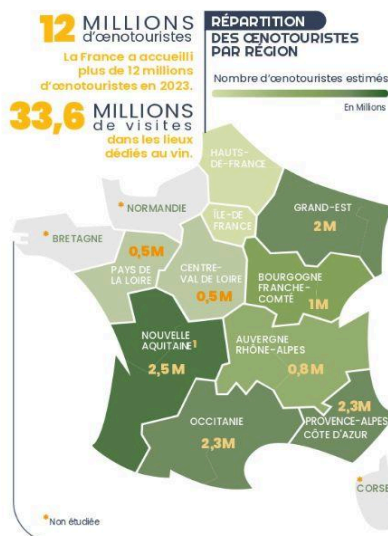 12 MILLIONS
d'œnotouristes
La France a accueilli
plus de 12 millions
d'œnotouristes en 2023.
33,6 MILLIONS
de visites
dans les lieux
dédiés au vin.
RÉPARTITION
DES ŒNOTOURISTES
PAR RÉGION
Nombre d'œnotouristes estimés
En Millions
HAUTS-
DE-FRANCE
* NORMANDIE
ÎLE-DE
FRANCE
GRAND-EST
2M
* BRETAGNE
0,5M
PAYS DE
LA LOIRE
CENTRE-
VAL DE LOIRE
0,5M
BOURGOGNE
FRANCHE-
COMTÉ
1M
NOUVELLE
AQUITAINE¹
2,5M
AUVERGNE
RHÔNE-ALPES
0,8M
OCCITANIE
2,3M
2,3M
PROVENCE-ALPES
CÔTE D'AZUR
*
CORSE
* Non étudiée